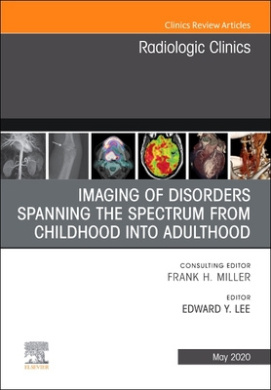 Clinics Review Articles
Radiologic Clinics
IMAGING OF DISORDERS
SPANNING THE SPECTRUM FROM
CHILDHOOD INTO ADULTHOOD
CONSULTING EDITOR
FRANK H. MILLER
EDITOR
EDWARD Y. LEE
ELSEVIER
May 2020